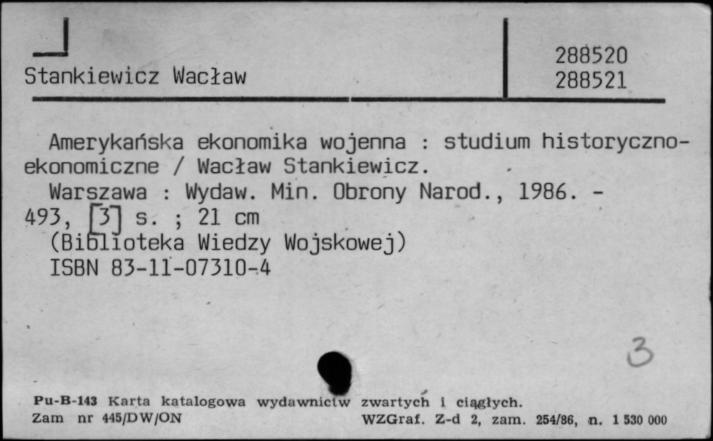 288520
Stankiewicz Wacław 288521
Amerykańska ekonomika wojenna : studium historyczno-
ekonomiczne / Wacław Stankiewicz.
Warszawa : Wydaw. Min. Obrony Narod., 1986. -
493, [3] s. ; 21 cm
(Biblioteka Wiedzy Wojskowej)
ISBN 83-11-07310-4
3
Pu-B-143 Karta katalogowa wydawnictw zwartych i ciągłych.
Zam nr 445/DW/ON WZGraf. Z-d 2, zam. 254/86, n. 1 530 000